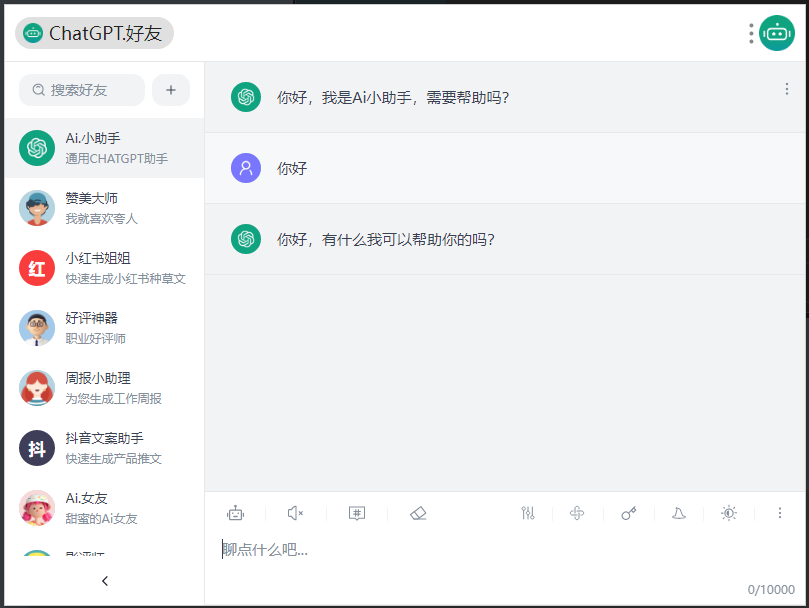 ChatGPT.好友
搜索好友
Ai.小助手
通用CHATGPT助手
赞美大师
我就喜欢夸人
红
小红书姐姐
快速生成小红书种草文
好评神器
职业好评师
周报小助理
为您生成工作周报
抖
抖音文案助手
快速生成产品推文
Ai.女友
甜蜜的Ai女友
影评师
你好，我是Ai小助手，需要帮助吗？
你好
你好，有什么我可以帮助你的吗？
聊点什么吧...
0/10000